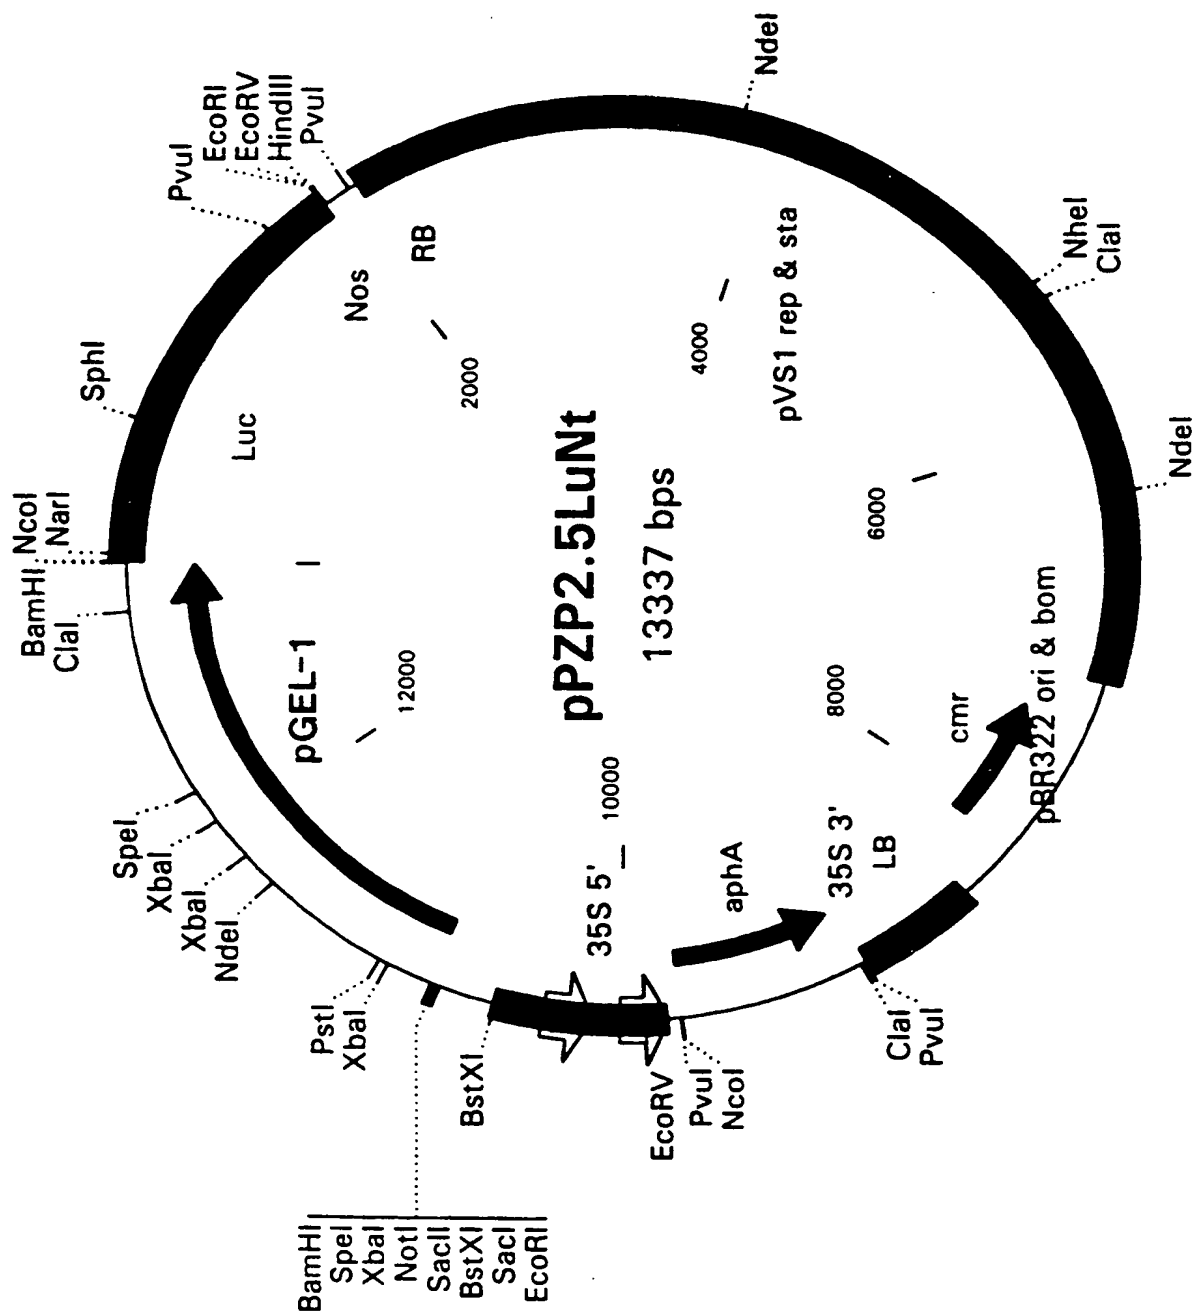 pPZP2.5LuNt
13337 bps
BamHI
NcoI
NarI
ClaI
SphI
PvuI
EcoRI
EcoRV
HindIII
PvuI
NdeI
NheI
ClaI
NdeI
ClaI
PvuI
EcoRV
PvuI
NcoI
BstXI
BamHI
SpeI
XbaI
NotI
SacII
BstXI
SacI
EcoRI
PstI
XbaI
NdeI
XbaI
XbaI
SpeI
Luc
Nos
RB
2000
4000
pVS1 rep & sta
6000
8000
cmr
pBR322 ori & bom
35S 3'
LB
aphA
35S 5'
10000
12000
pGEL-1